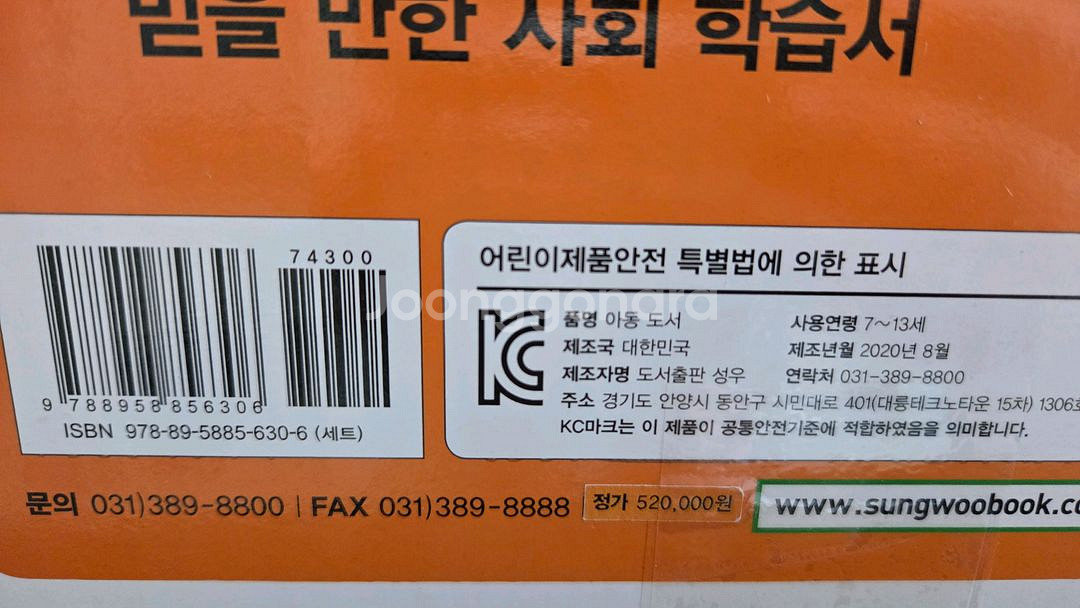 믿을 만한 사회 학습서
74300
9 788958 856306
ISBN 978-89-5885-630-6 (세트)
어린이제품안전 특별법에 의한 표시
품명 아동 도서
사용연령 7~13세
제조국 대한민국
제조년월 2020년 8월
제조자명 도서출판 성우
연락처 031-389-8800
주소 경기도 안양시 동안구 시민대로 401(대륭테크노타운 15차) 1306호
KC마크는 이 제품이 공통안전기준에 적합하였음을 의미합니다.
Joonggonara
문의 031)389-8800 | FAX 031)389-8888
정가 520,000원
www.sungwoobook.co